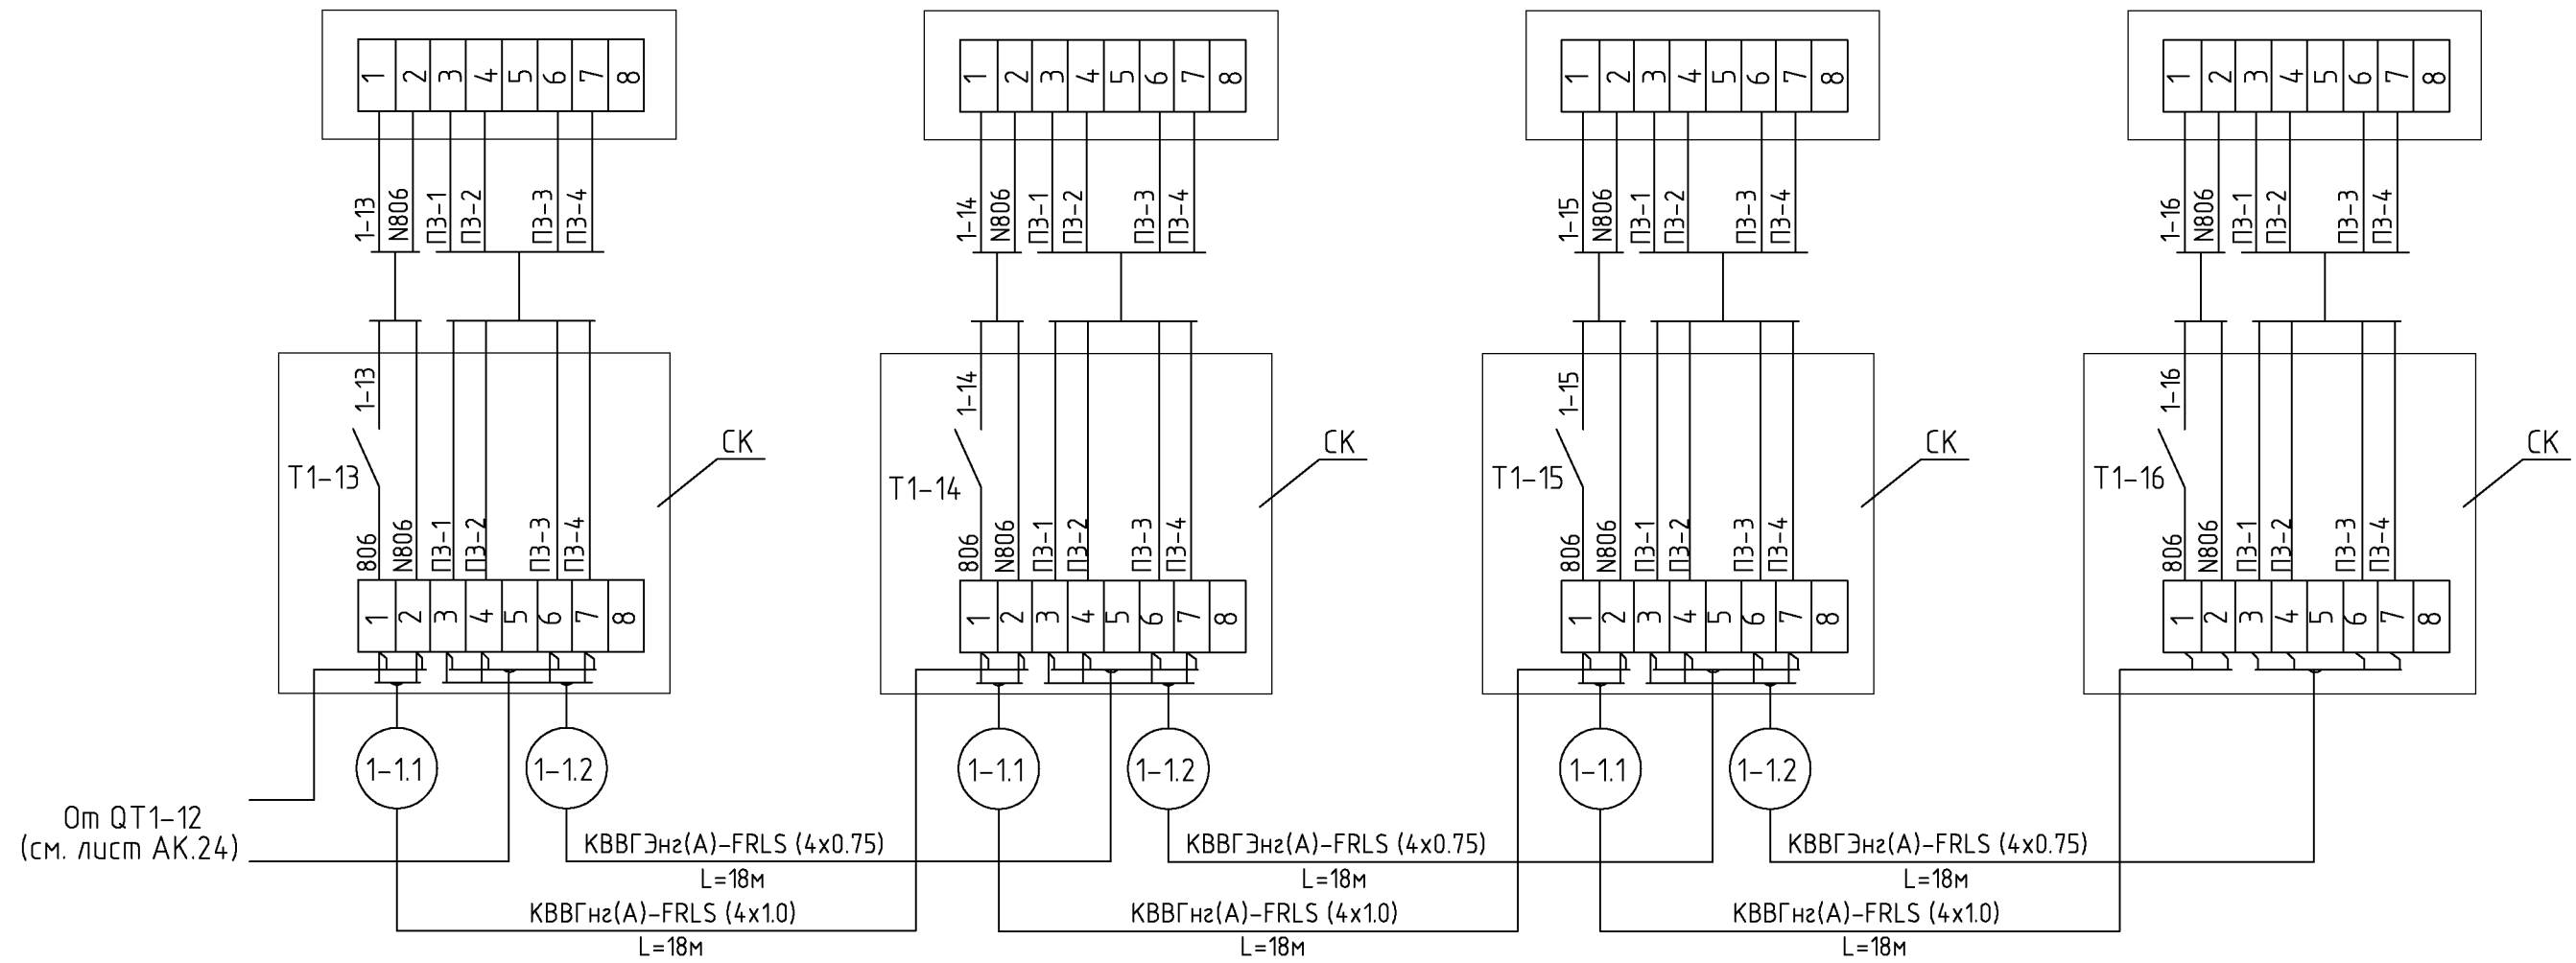 1 2 3 4 5 6 7 8
1 2 3 4 5 6 7 8
1 2 3 4 5 6 7 8
1 2 3 4 5 6 7 8
1-13 N806 ПЗ-1 ПЗ-2 ПЗ-3 ПЗ-4
1-14 N806 ПЗ-1 ПЗ-2 ПЗ-3 ПЗ-4
1-15 N806 ПЗ-1 ПЗ-2 ПЗ-3 ПЗ-4
1-16 N806 ПЗ-1 ПЗ-2 ПЗ-3 ПЗ-4
1-13
1-14
1-15
1-16
СК
СК
СК
СК
Т1-13
Т1-14
Т1-15
Т1-16
806 N806 ПЗ-1 ПЗ-2 ПЗ-3 ПЗ-4
806 N806 ПЗ-1 ПЗ-2 ПЗ-3 ПЗ-4
806 N806 ПЗ-1 ПЗ-2 ПЗ-3 ПЗ-4
806 N806 ПЗ-1 ПЗ-2 ПЗ-3 ПЗ-4
1 2 3 4 5 6 7 8
1 2 3 4 5 6 7 8
1 2 3 4 5 6 7 8
1 2 3 4 5 6 7 8
1-1.1
1-1.2
1-1.1
1-1.2
1-1.1
1-1.2
От QT1-12
(см. лист АК.24)
КВВГЭнг(А)-FRLS (4х0.75)
L=18м
КВВГЭнг(А)-FRLS (4х0.75)
L=18м
КВВГЭнг(А)-FRLS (4х0.75)
L=18м
КВВГнг(А)-FRLS (4х1.0)
L=18м
КВВГнг(А)-FRLS (4х1.0)
L=18м
КВВГнг(А)-FRLS (4х1.0)
L=18м